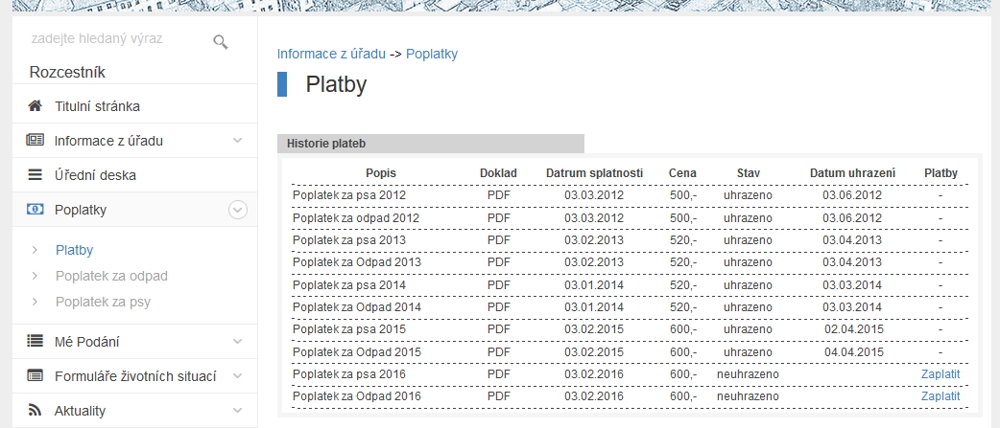 zadejte hledaný výraz
Rozcestník
Titulní stránka
Informace z úřadu
Úřední deska
Poplatky
Platby
Poplatek za odpad
Poplatek za psy
Mé Podání
Formuláře životních situací
Aktuality
Informace z úřadu -> Poplatky
Platby
Historie plateb
Popis Doklad Datrum splatnosti Cena Stav Datum uhrazení Platby
Poplatek za psa 2012 PDF 03.03.2012 500,- uhrazeno 03.06.2012 -
Poplatek za odpad 2012 PDF 03.03.2012 500,- uhrazeno 03.06.2012 -
Poplatek za psa 2013 PDF 03.02.2013 520,- uhrazeno 03.04.2013 -
Poplatek za Odpad 2013 PDF 03.02.2013 520,- uhrazeno 03.04.2013 -
Poplatek za psa 2014 PDF 03.01.2014 520,- uhrazeno 03.03.2014 -
Poplatek za Odpad 2014 PDF 03.01.2014 520,- uhrazeno 03.03.2014 -
Poplatek za psa 2015 PDF 03.02.2015 600,- uhrazeno 02.04.2015 -
Poplatek za Odpad 2015 PDF 03.02.2015 600,- uhrazeno 04.04.2015 -
Poplatek za psa 2016 PDF 03.02.2016 600,- neuhrazeno Zaplatit
Poplatek za Odpad 2016 PDF 03.02.2016 600,- neuhrazeno Zaplatit